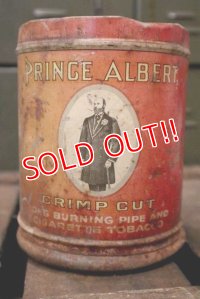 PRINCE ALBERT
SOLD OUT!!
CRIMP CUT
BURNING PIPE AND
CIGARETTE TOBACCO